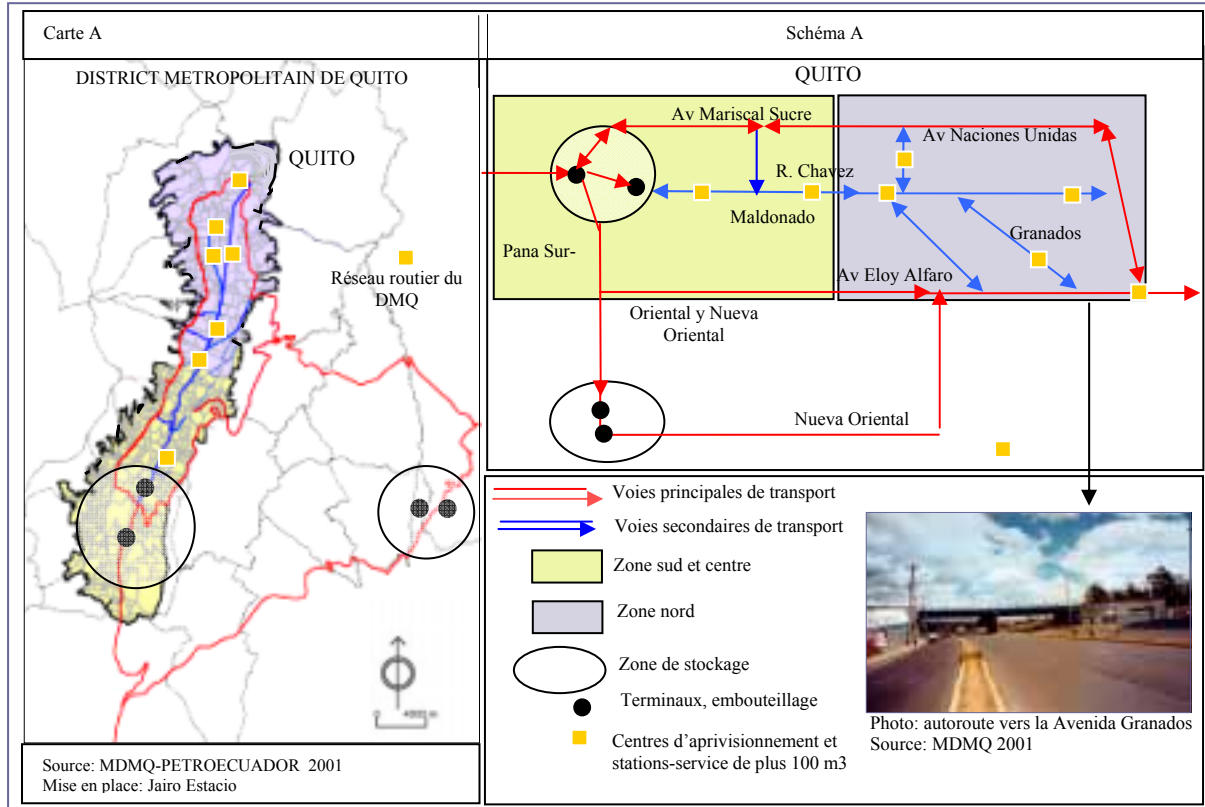 Carte A
Schéma A
DISTRICT METROPOLITAIN DE QUITO
QUITO
Réseau routier du
DMQ
4000 m
Source: MDMQ-PETROECUADOR 2001
Mise en place: Jairo Estacio
QUITO
Av Mariscal Sucre
Av Naciones Unidas
R. Chavez
Maldonado
Granados
Pana Sur-
Av Eloy Alfaro
Oriental y Nueva
Oriental
Nueva Oriental
Voies principales de transport
Voies secondaires de transport
Zone sud et centre
Zone nord
Zone de stockage
Terminaux, embouteillage
Centres d'aprivisionnement et
stations-service de plus 100 m3
Photo: autoroute vers la Avenida Granados
Source: MDMQ 2001